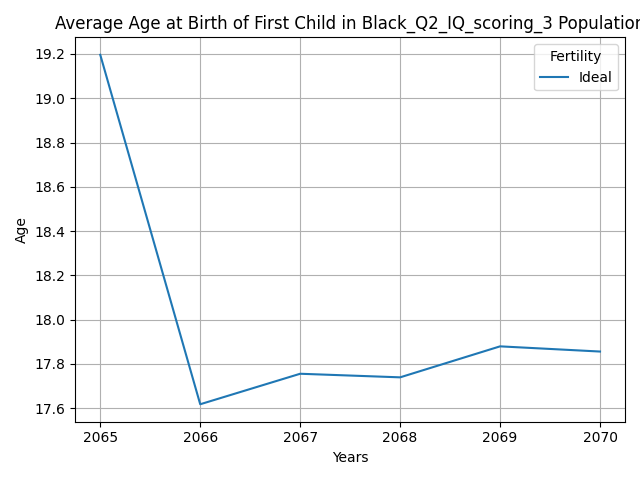 Average Age at Birth of First Child in Black_Q2_IQ_scoring_3 Population
Fertility
Ideal
19.2
19.0
18.8
18.6
18.4
18.2
18.0
17.8
17.6
Age
2065 2066 2067 2068 2069 2070
Years